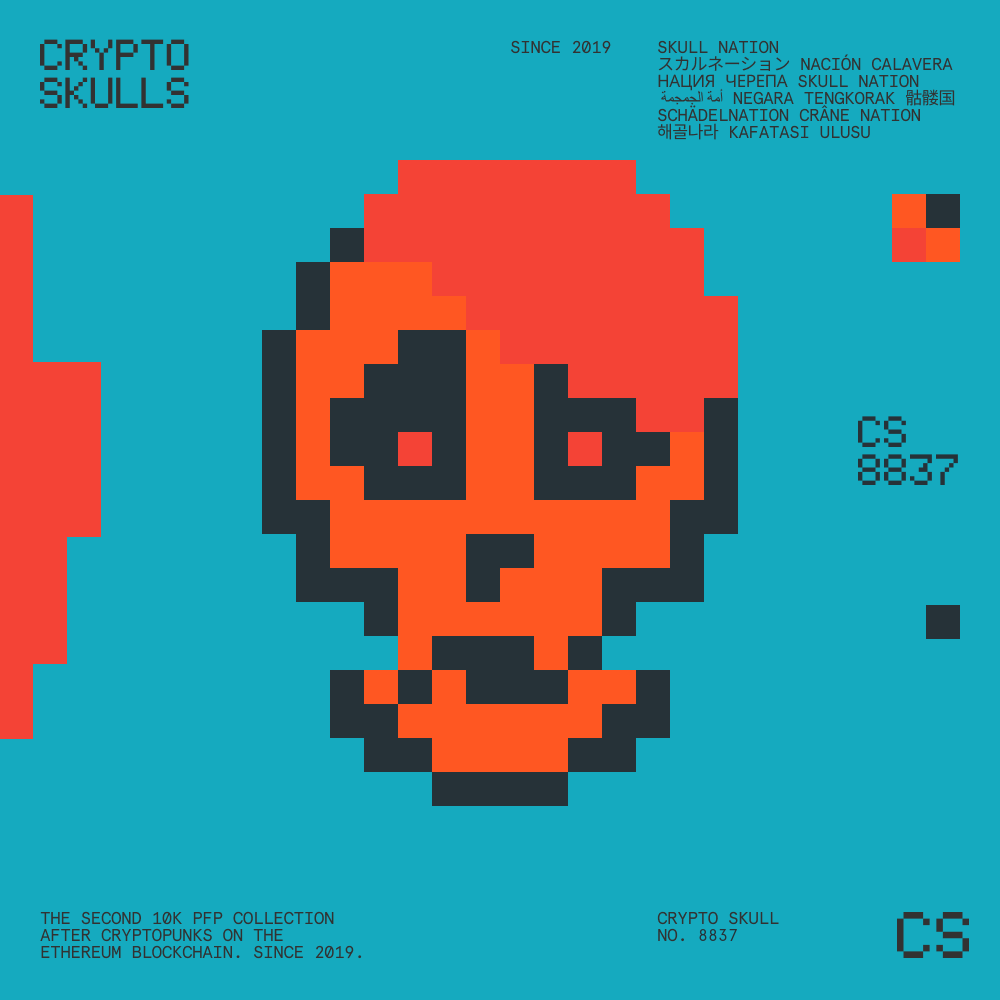 CRYPTO
SKULLS
SINCE 2019
SKULL NATION
スカルネーション NACIÓN CALAVERA
НАЦИЯ ЧЕРЕПА SKULL NATION
أمة الجمجمة NEGARA TENGKORAK 骷髅国
SCHÄDELNATION CRÂNE NATION
해골나라 KAFATASI ULUSU
CS
8837
THE SECOND 10K PFP COLLECTION
AFTER CRYPTOPUNKS ON THE
ETHEREUM BLOCKCHAIN. SINCE 2019.
CRYPTO SKULL
NO. 8837
CS